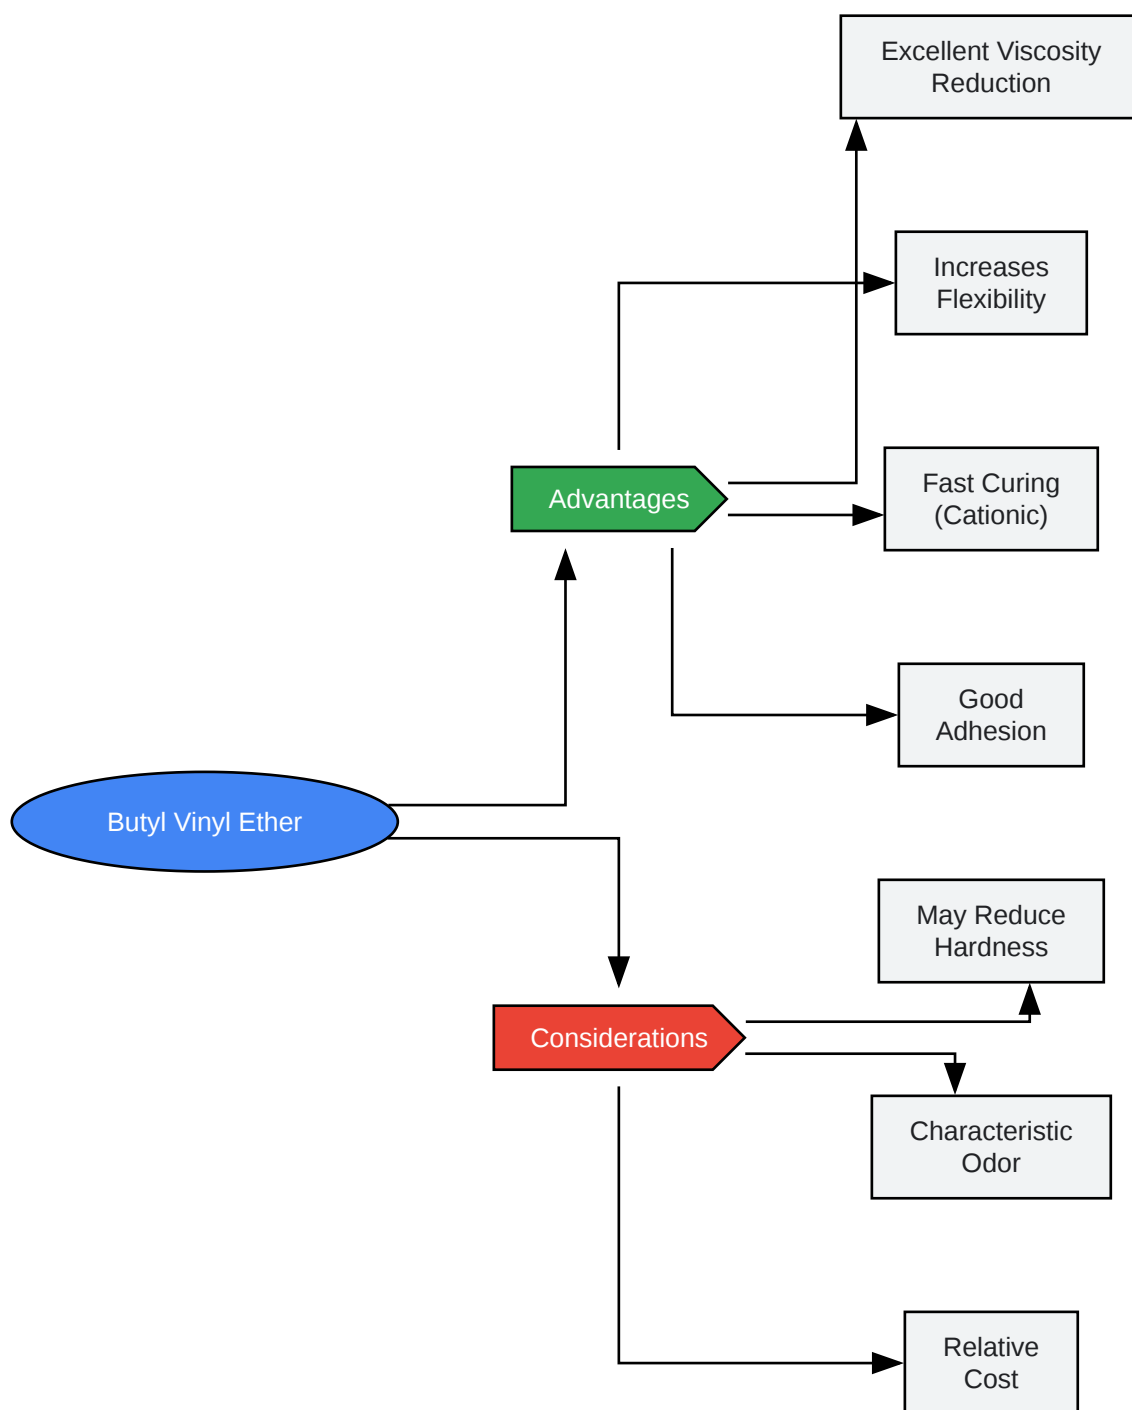 Excellent Viscosity
Reduction
Increases
Flexibility
Fast Curing
(Cationic)
Advantages
Good
Adhesion
Butyl Vinyl Ether
May Reduce
Hardness
Considerations
Characteristic
Odor
Relative
Cost